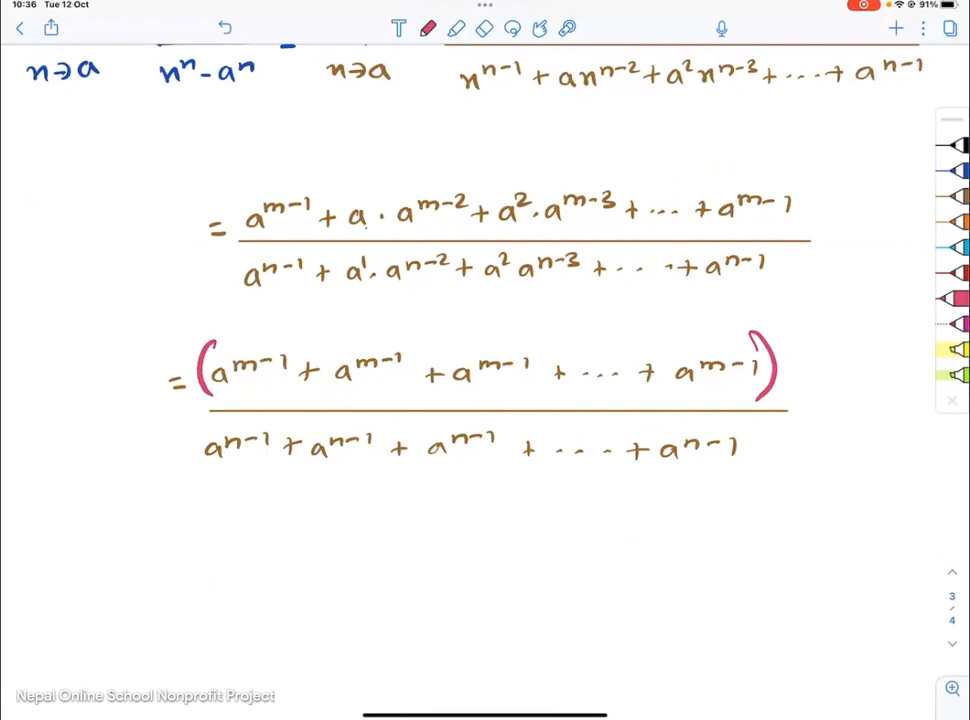 10:36 Tue 12 Oct
91%
n→a nⁿ - aⁿ n→a xⁿ⁻¹ + axⁿ⁻² + a²xⁿ⁻³ + .... + aⁿ⁻¹
= aᵐ⁻¹ + a · aᵐ⁻² + a² · aᵐ⁻³ + ... + aᵐ⁻¹
aⁿ⁻¹ + a¹ · aⁿ⁻² + a² aⁿ⁻³ + .... + aⁿ⁻¹
= (aᵐ⁻¹ + aᵐ⁻¹ + aᵐ⁻¹ + ... + aᵐ⁻¹)
aⁿ⁻¹ + aⁿ⁻¹ + aⁿ⁻¹ + .... + aⁿ⁻¹
3
/
4
Nepal Online School Nonprofit Project